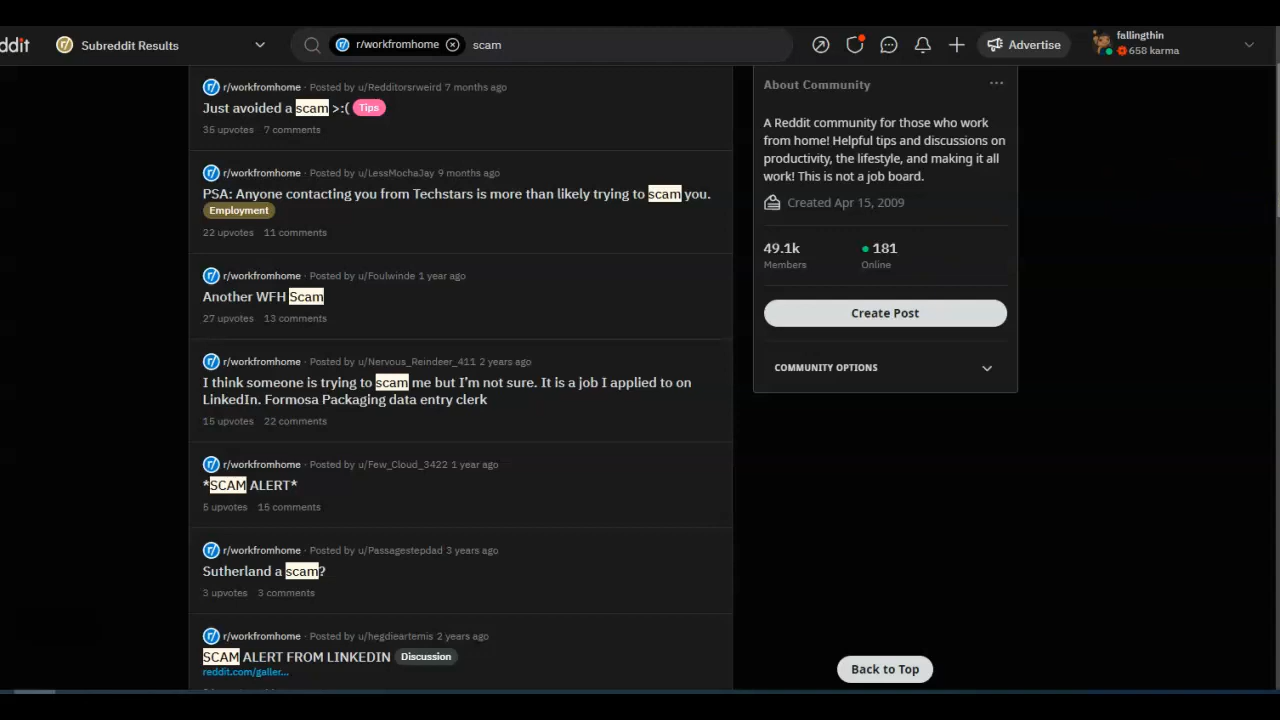 ddit
Subreddit Results
r/workfromhome
scam
Advertise
fallingthin
658 karma
r/workfromhome · Posted by u/Redditorsrweird 7 months ago
Just avoided a scam >:( Tips
35 upvotes 7 comments
r/workfromhome · Posted by u/LessMochaJay 9 months ago
PSA: Anyone contacting you from Techstars is more than likely trying to scam you.
Employment
22 upvotes 11 comments
r/workfromhome · Posted by u/Foulwinde 1 year ago
Another WFH Scam
27 upvotes 13 comments
r/workfromhome · Posted by u/Nervous_Reindeer_411 2 years ago
I think someone is trying to scam me but I'm not sure. It is a job I applied to on
LinkedIn. Formosa Packaging data entry clerk
15 upvotes 22 comments
r/workfromhome · Posted by u/Few_Cloud_3422 1 year ago
*SCAM ALERT*
5 upvotes 15 comments
r/workfromhome · Posted by u/Passagestepdad 3 years ago
Sutherland a scam?
3 upvotes 3 comments
r/workfromhome · Posted by u/hegdieartemis 2 years ago
SCAM ALERT FROM LINKEDIN Discussion
reddit.com/galler...
About Community
A Reddit community for those who work
from home! Helpful tips and discussions on
productivity, the lifestyle, and making it all
work! This is not a job board.
Created Apr 15, 2009
49.1k
Members
181
Online
Create Post
COMMUNITY OPTIONS
Back to Top